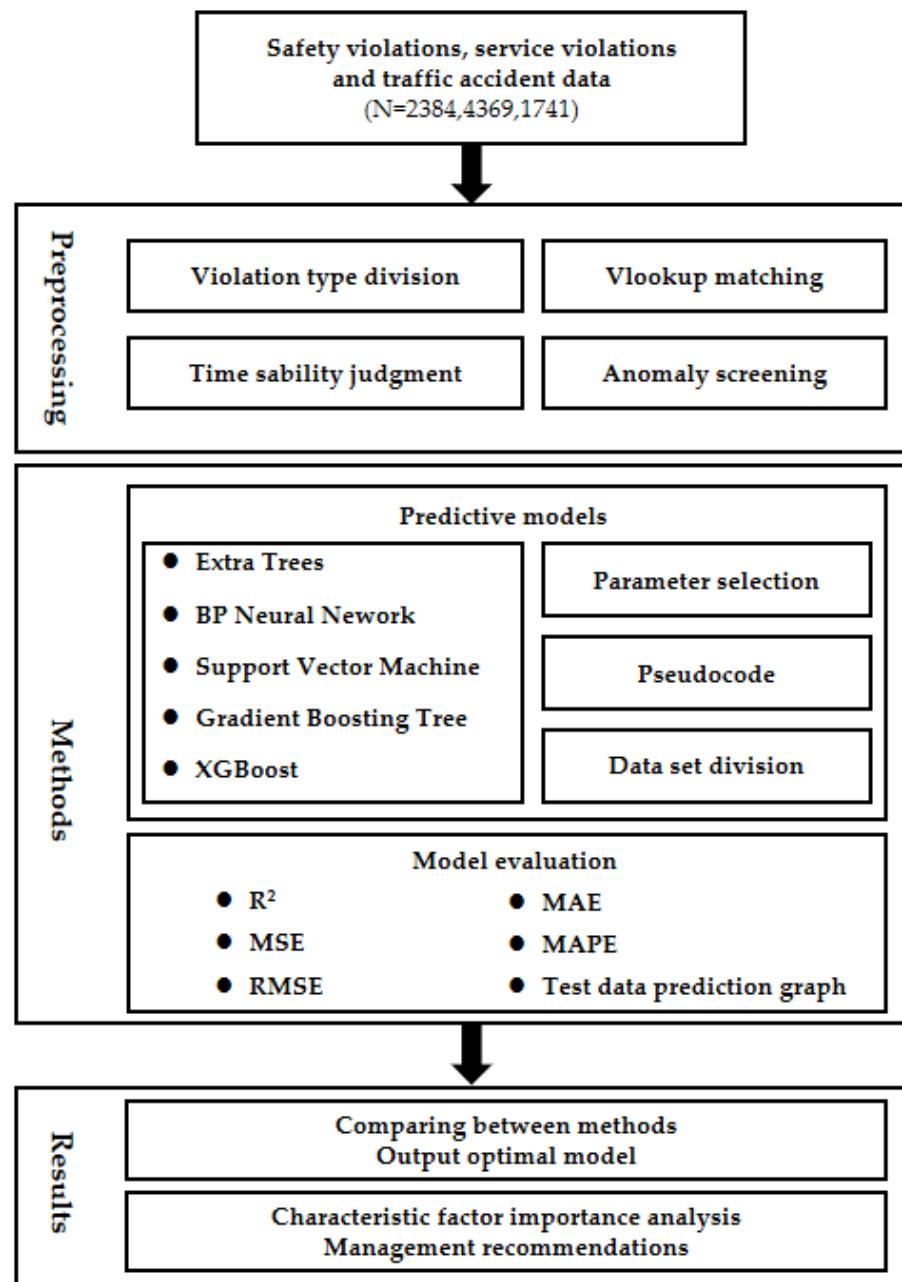 Safety violations, service violations
and traffic accident data
(N=2384,4369,1741)
Preprocessing
Violation type division
Vlookup matching
Time sability judgment
Anomaly screening
Methods
Predictive models
● Extra Trees
● BP Neural Nework
● Support Vector Machine
● Gradient Boosting Tree
● XGBoost
Parameter selection
Pseudocode
Data set division
Model evaluation
● R²
● MSE
● RMSE
● MAE
● MAPE
● Test data prediction graph
Results
Comparing between methods
Output optimal model
Characteristic factor importance analysis
Management recommendations